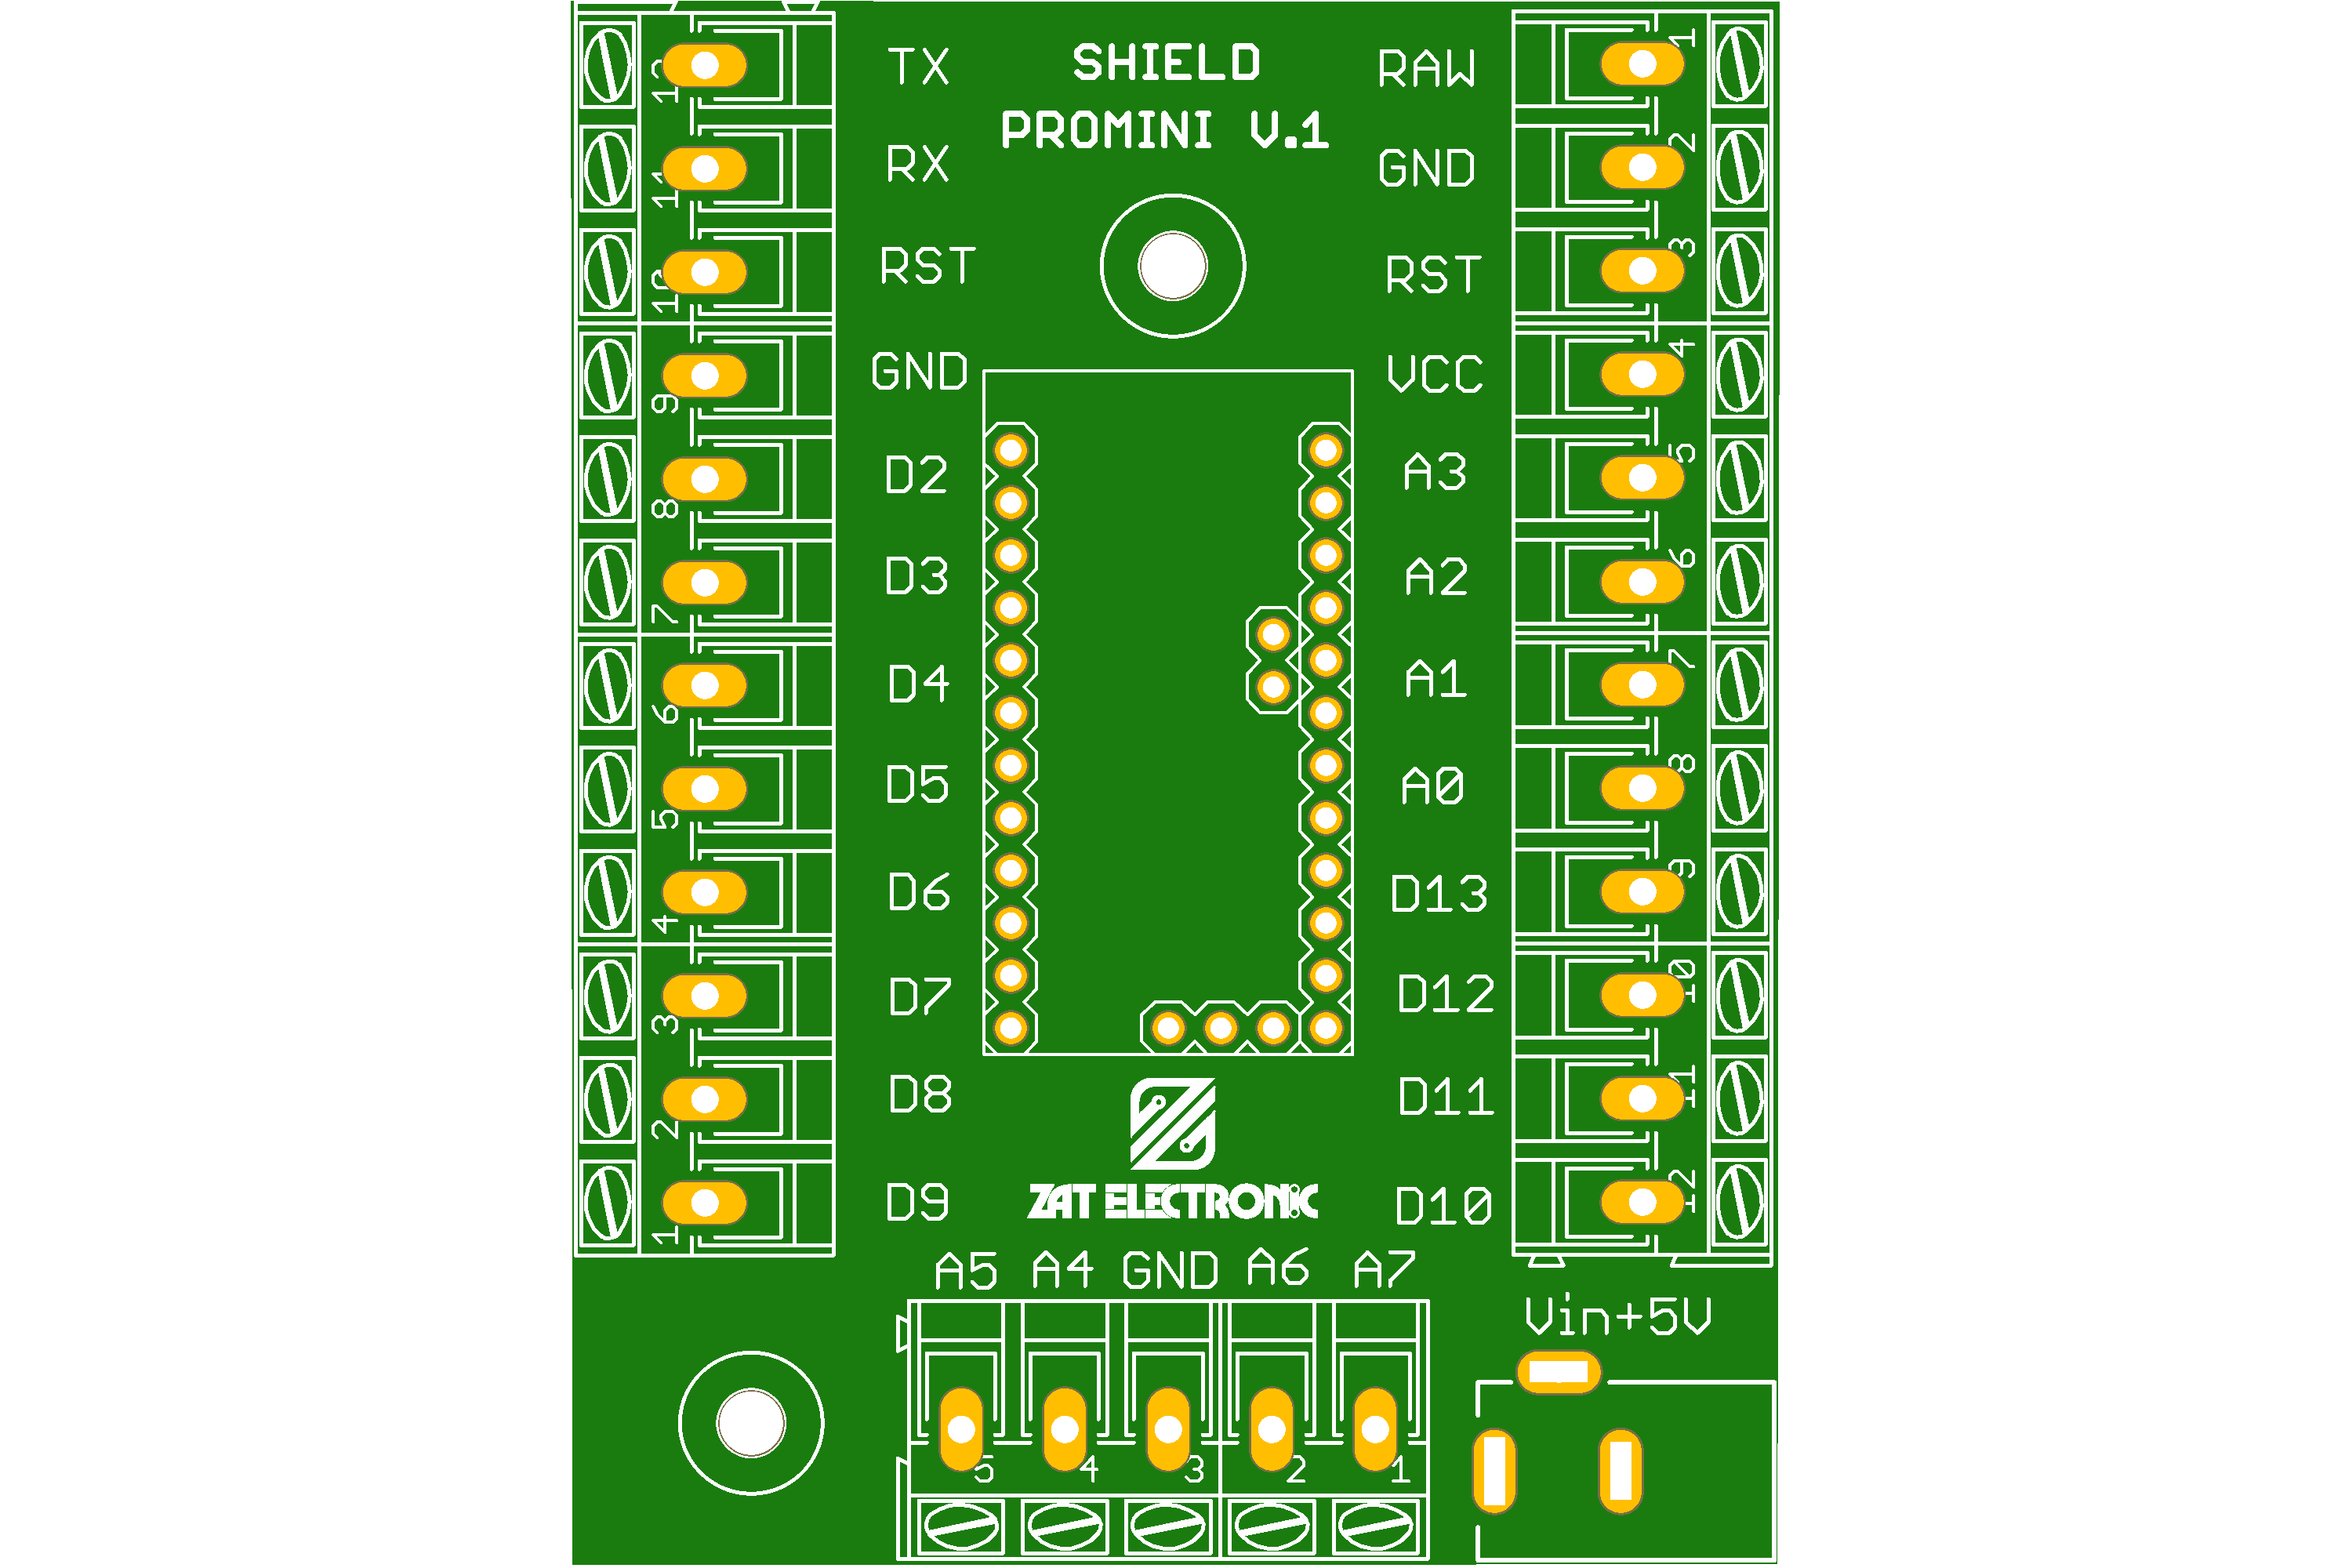 SHIELD
PROMINI V.1
TX
RX
RST
GND
D2
D3
D4
D5
D6
D7
D8
D9
RAW
GND
RST
VCC
A3
A2
A1
A0
D13
D12
D11
D10
12
11
10
9
8
7
6
5
4
3
2
1
1
2
3
4
5
6
7
8
9
10
11
12
ZAT ELECTRONIC
A5 A4 GND A6 A7
Vin+5V
5 4 3 2 1